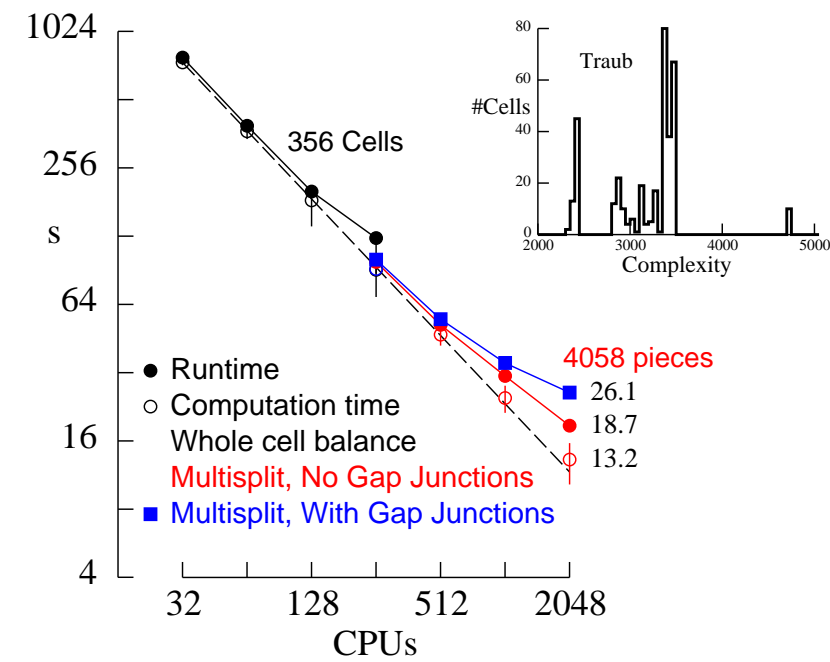 1024
256
s
64
16
4
32
128
512
2048
CPUs
356 Cells
Runtime
Computation time
Whole cell balance
Multisplit, No Gap Junctions
Multisplit, With Gap Junctions
4058 pieces
26.1
18.7
13.2
80
60
40
20
0
#Cells
Traub
2000
3000
4000
5000
Complexity